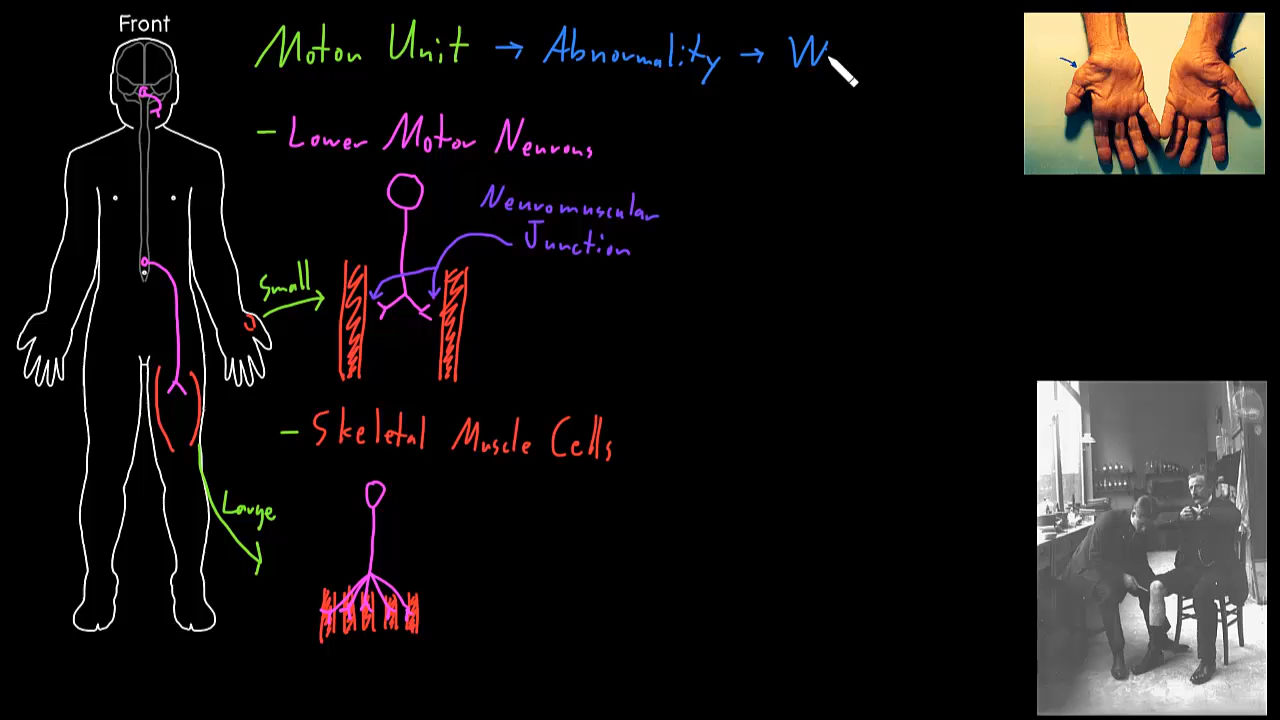 Front
Motor Unit → Abnormality → W
- Lower Motor Neurons
Neuromuscular
Junction
Small
- Skeletal Muscle Cells
Large